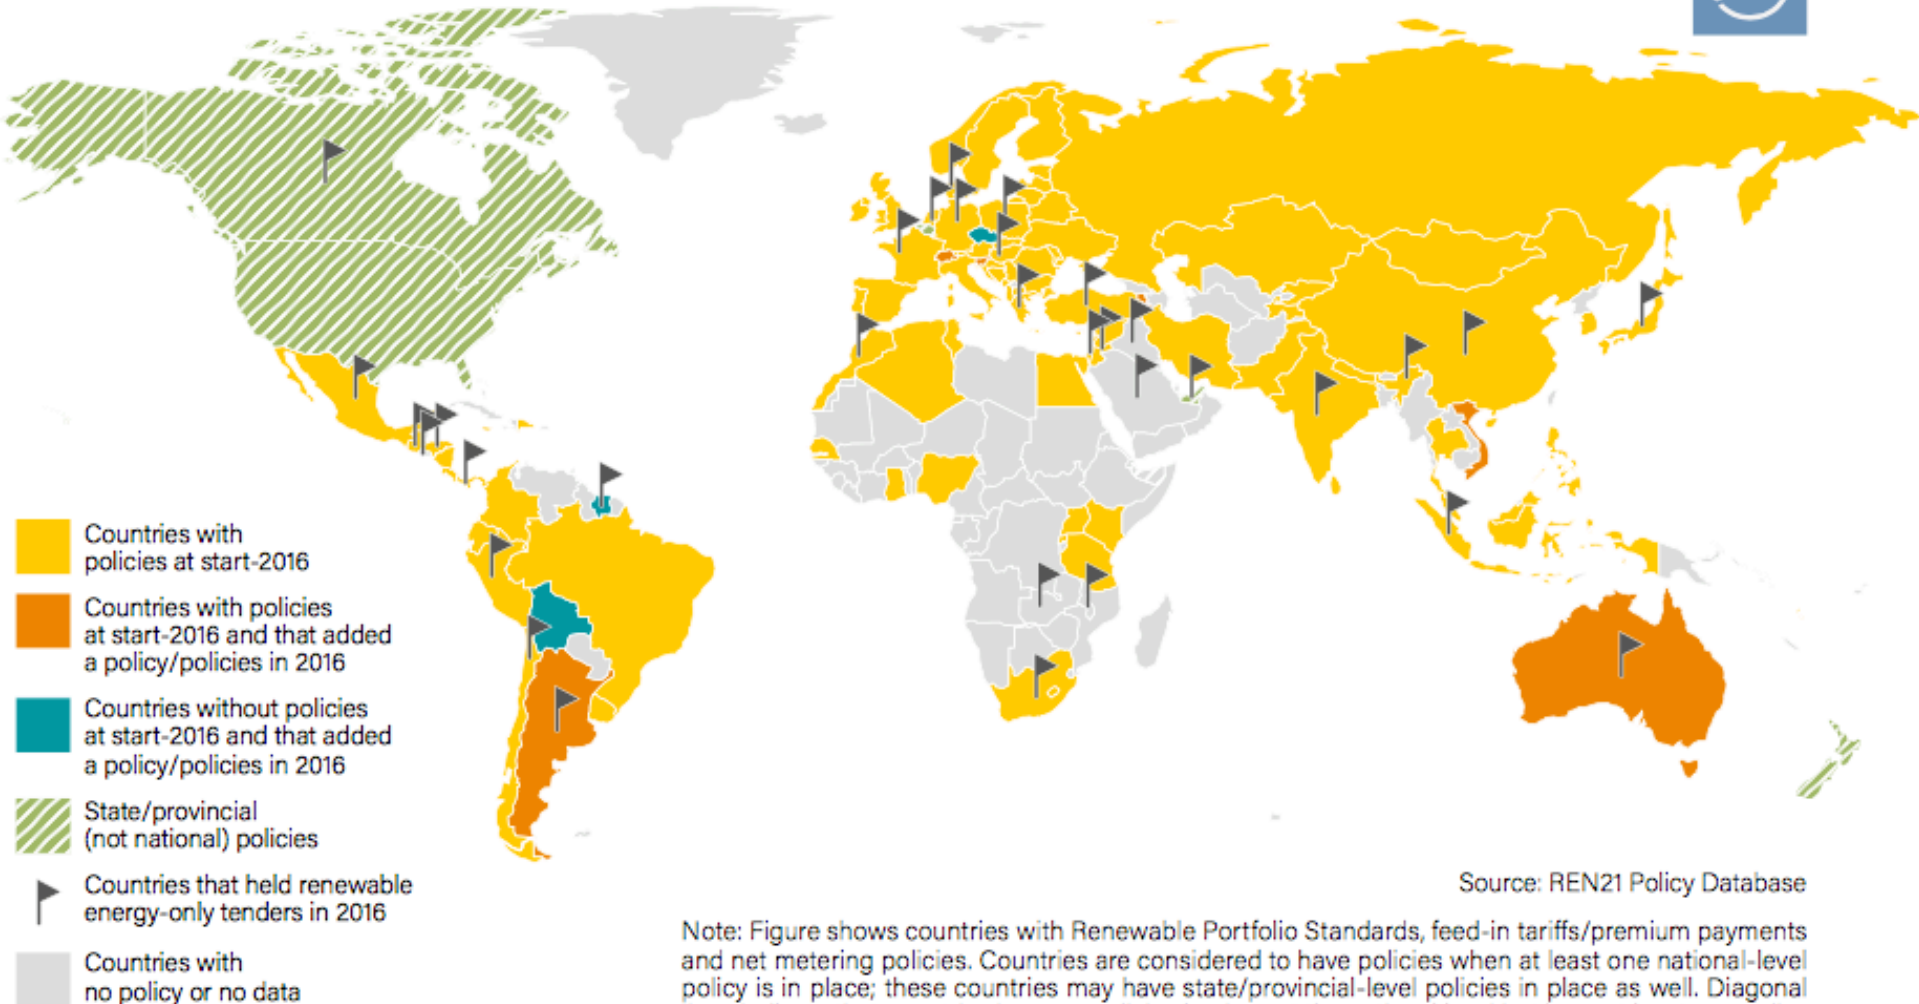 Countries with
policies at start-2016
Countries with policies
at start-2016 and that added
a policy/policies in 2016
Countries without policies
at start-2016 and that added
a policy/policies in 2016
State/provincial
(not national) policies
Countries that held renewable
energy-only tenders in 2016
Countries with
no policy or no data
Source: REN21 Policy Database
Note: Figure shows countries with Renewable Portfolio Standards, feed-in tariffs/premium payments
and net metering policies. Countries are considered to have policies when at least one national-level
policy is in place; these countries may have state/provincial-level policies in place as well. Diagonal